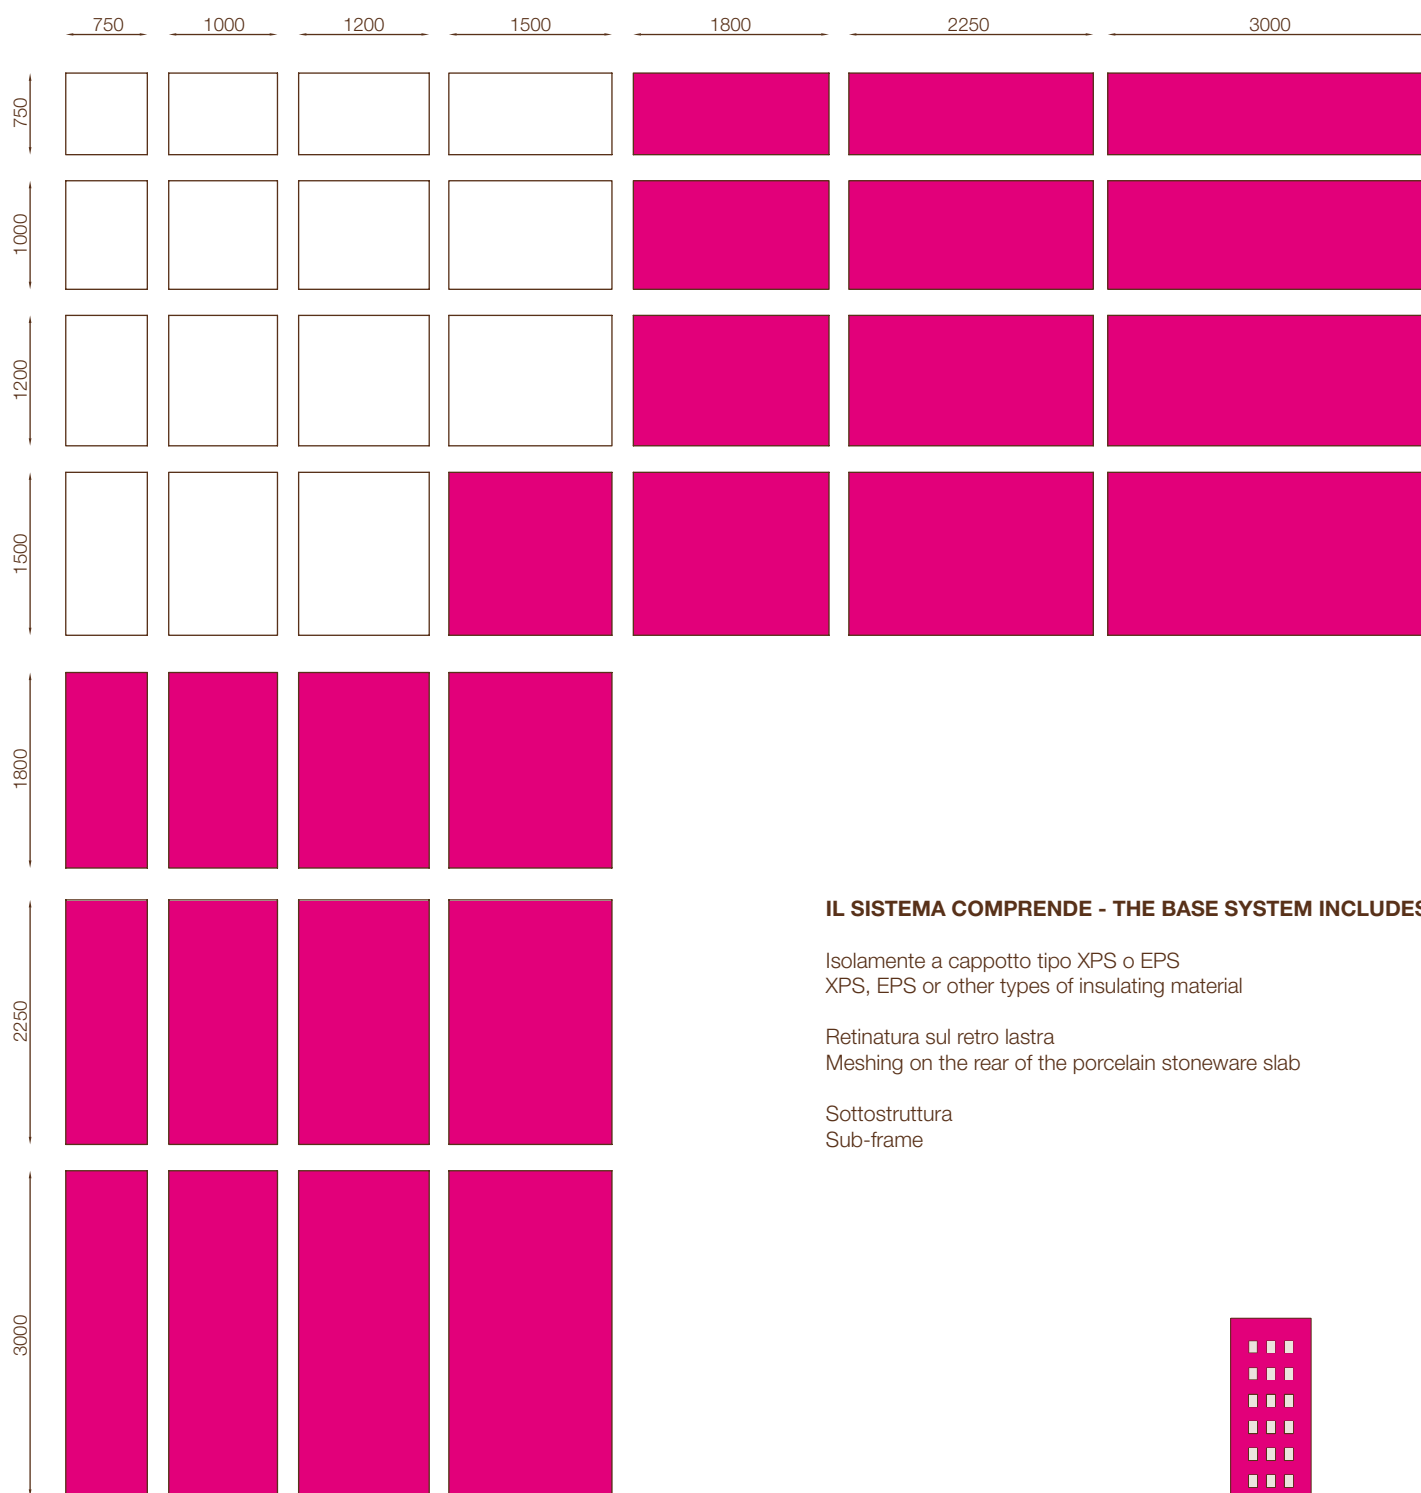 750 1000 1200 1500 1800 2250 3000
750
1000
1200
1500
1800
2250
3000
IL SISTEMA COMPRENDE - THE BASE SYSTEM INCLUDES
Isolamente a cappotto tipo XPS o EPS
XPS, EPS or other types of insulating material
Retinatura sul retro lastra
Meshing on the rear of the porcelain stoneware slab
Sottostruttura
Sub-frame